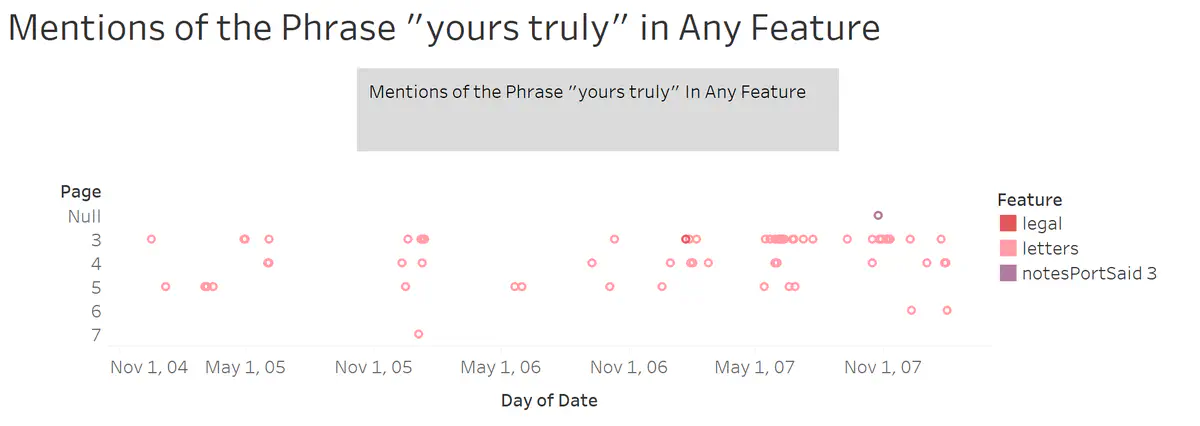 Mentions of the Phrase "yours truly" in Any Feature
Mentions of the Phrase "yours truly" In Any Feature
Page
Null
3
4
5
6
7
Nov 1, 04 May 1, 05 Nov 1, 05 May 1, 06 Nov 1, 06 May 1, 07 Nov 1, 07
Day of Date
Feature
legal
letters
notesPortSaid 3